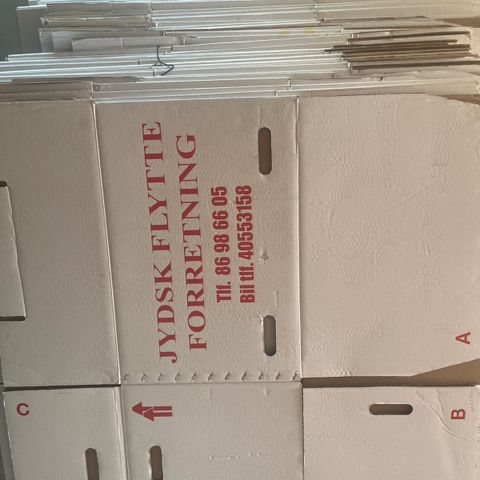 JYDSK FLYTTE
FORRETNING
Tlf. 86 98 66 05
Bil tlf. 40553158
A
C
B